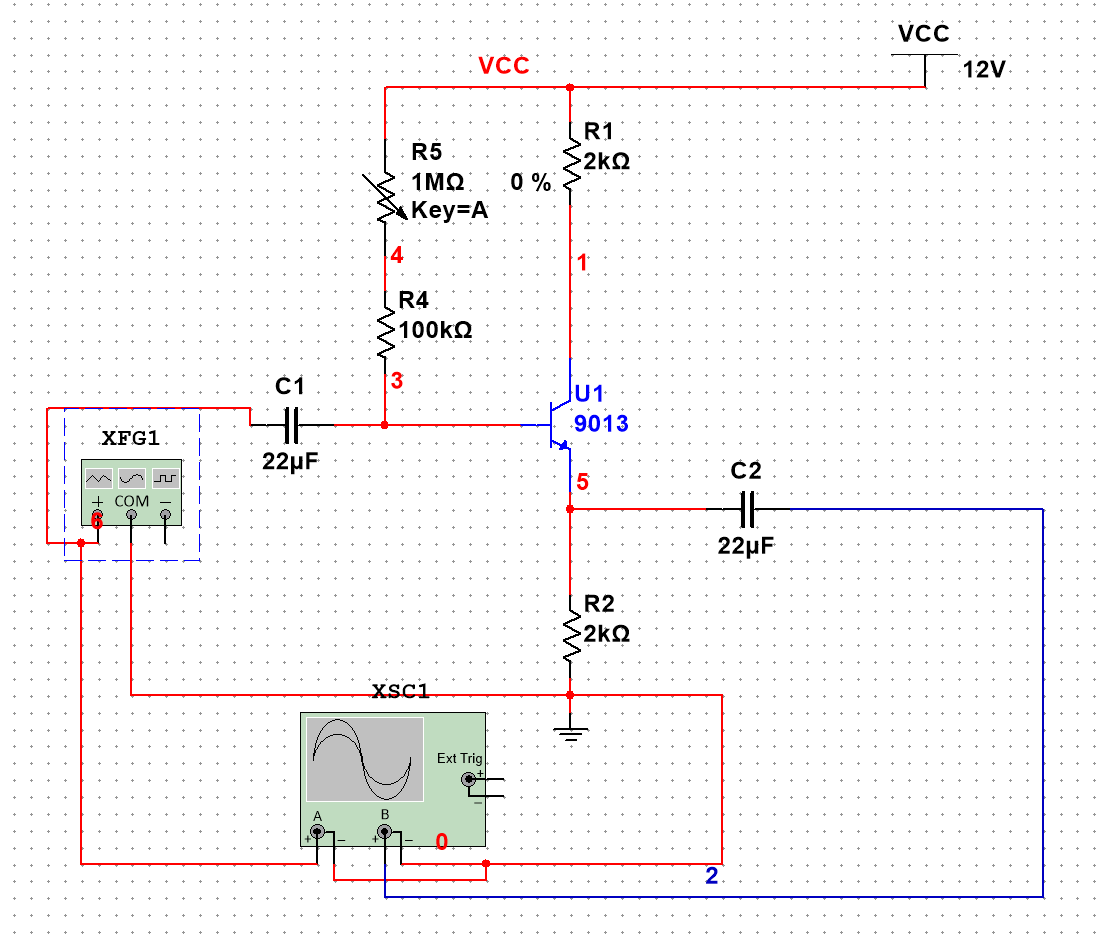 VCC
VCC
12V
R1
2kΩ
R5
1MΩ
0 %
Key=A
4
1
R4
100kΩ
3
C1
U1
9013
22μF
XFG1
+ COM −
6
5
C2
22μF
R2
2kΩ
XSC1
Ext Trig
+
−
A
B
+ − + −
0
2